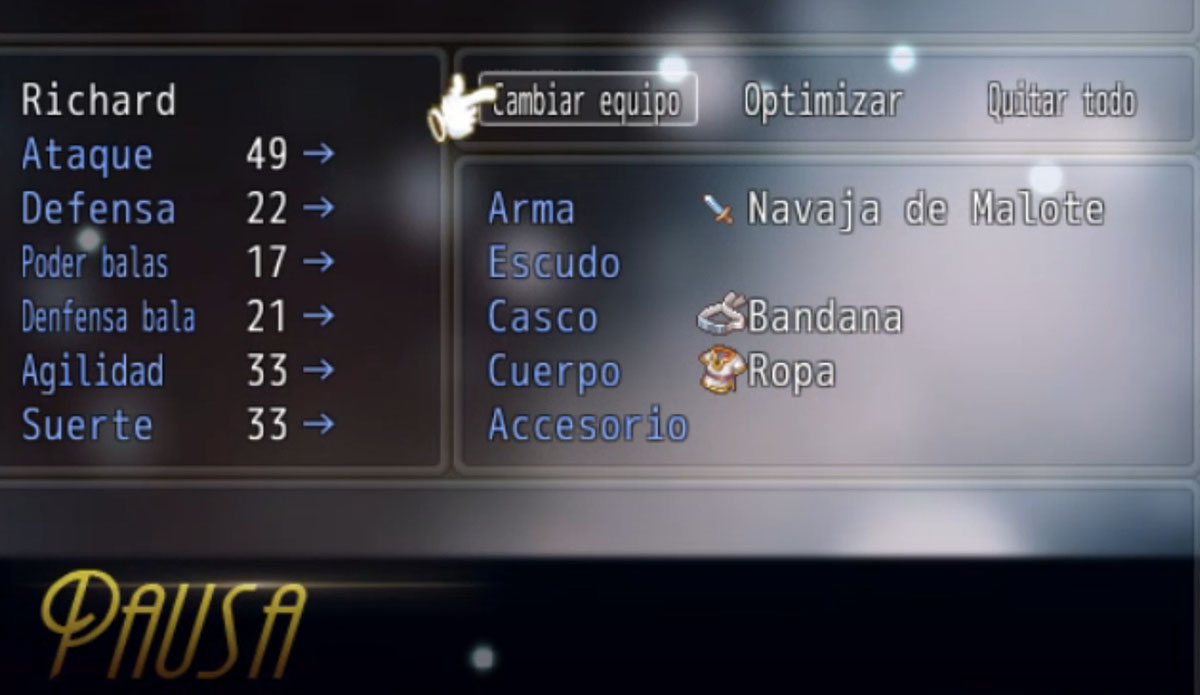 Richard
Ataque 49 →
Defensa 22 →
Poder balas 17 →
Denfensa bala 21 →
Agilidad 33 →
Suerte 33 →
Cambiar equipo Optimizar Quitar todo
Arma Navaja de Malote
Escudo
Casco Bandana
Cuerpo Ropa
Accesorio
PAUSA